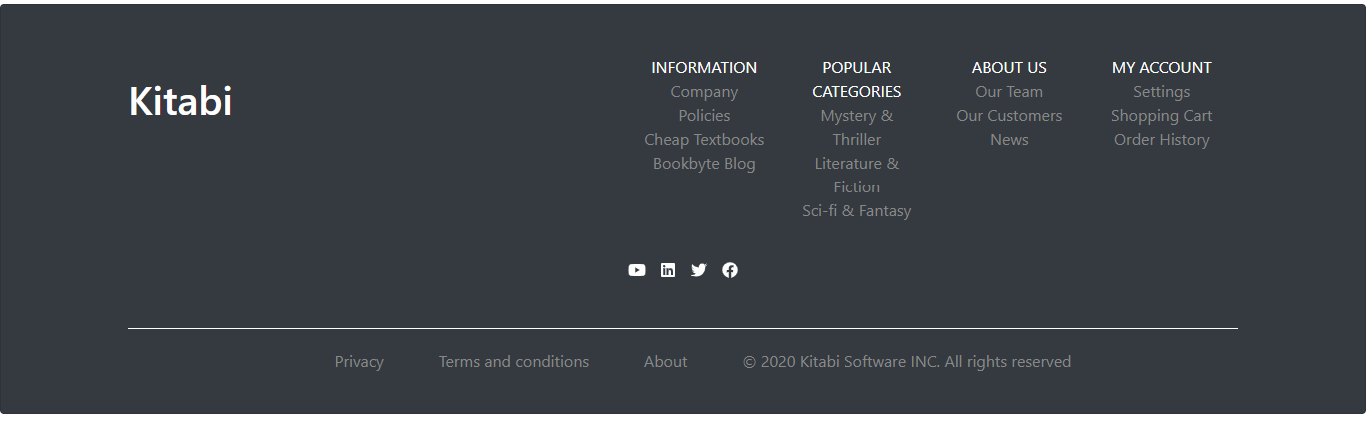 Kitabi
INFORMATION
Company
Policies
Cheap Textbooks
Bookbyte Blog
POPULAR
CATEGORIES
Mystery &
Thriller
Literature &
Fiction
Sci-fi & Fantasy
ABOUT US
Our Team
Our Customers
News
MY ACCOUNT
Settings
Shopping Cart
Order History
Privacy
Terms and conditions
About
© 2020 Kitabi Software INC. All rights reserved